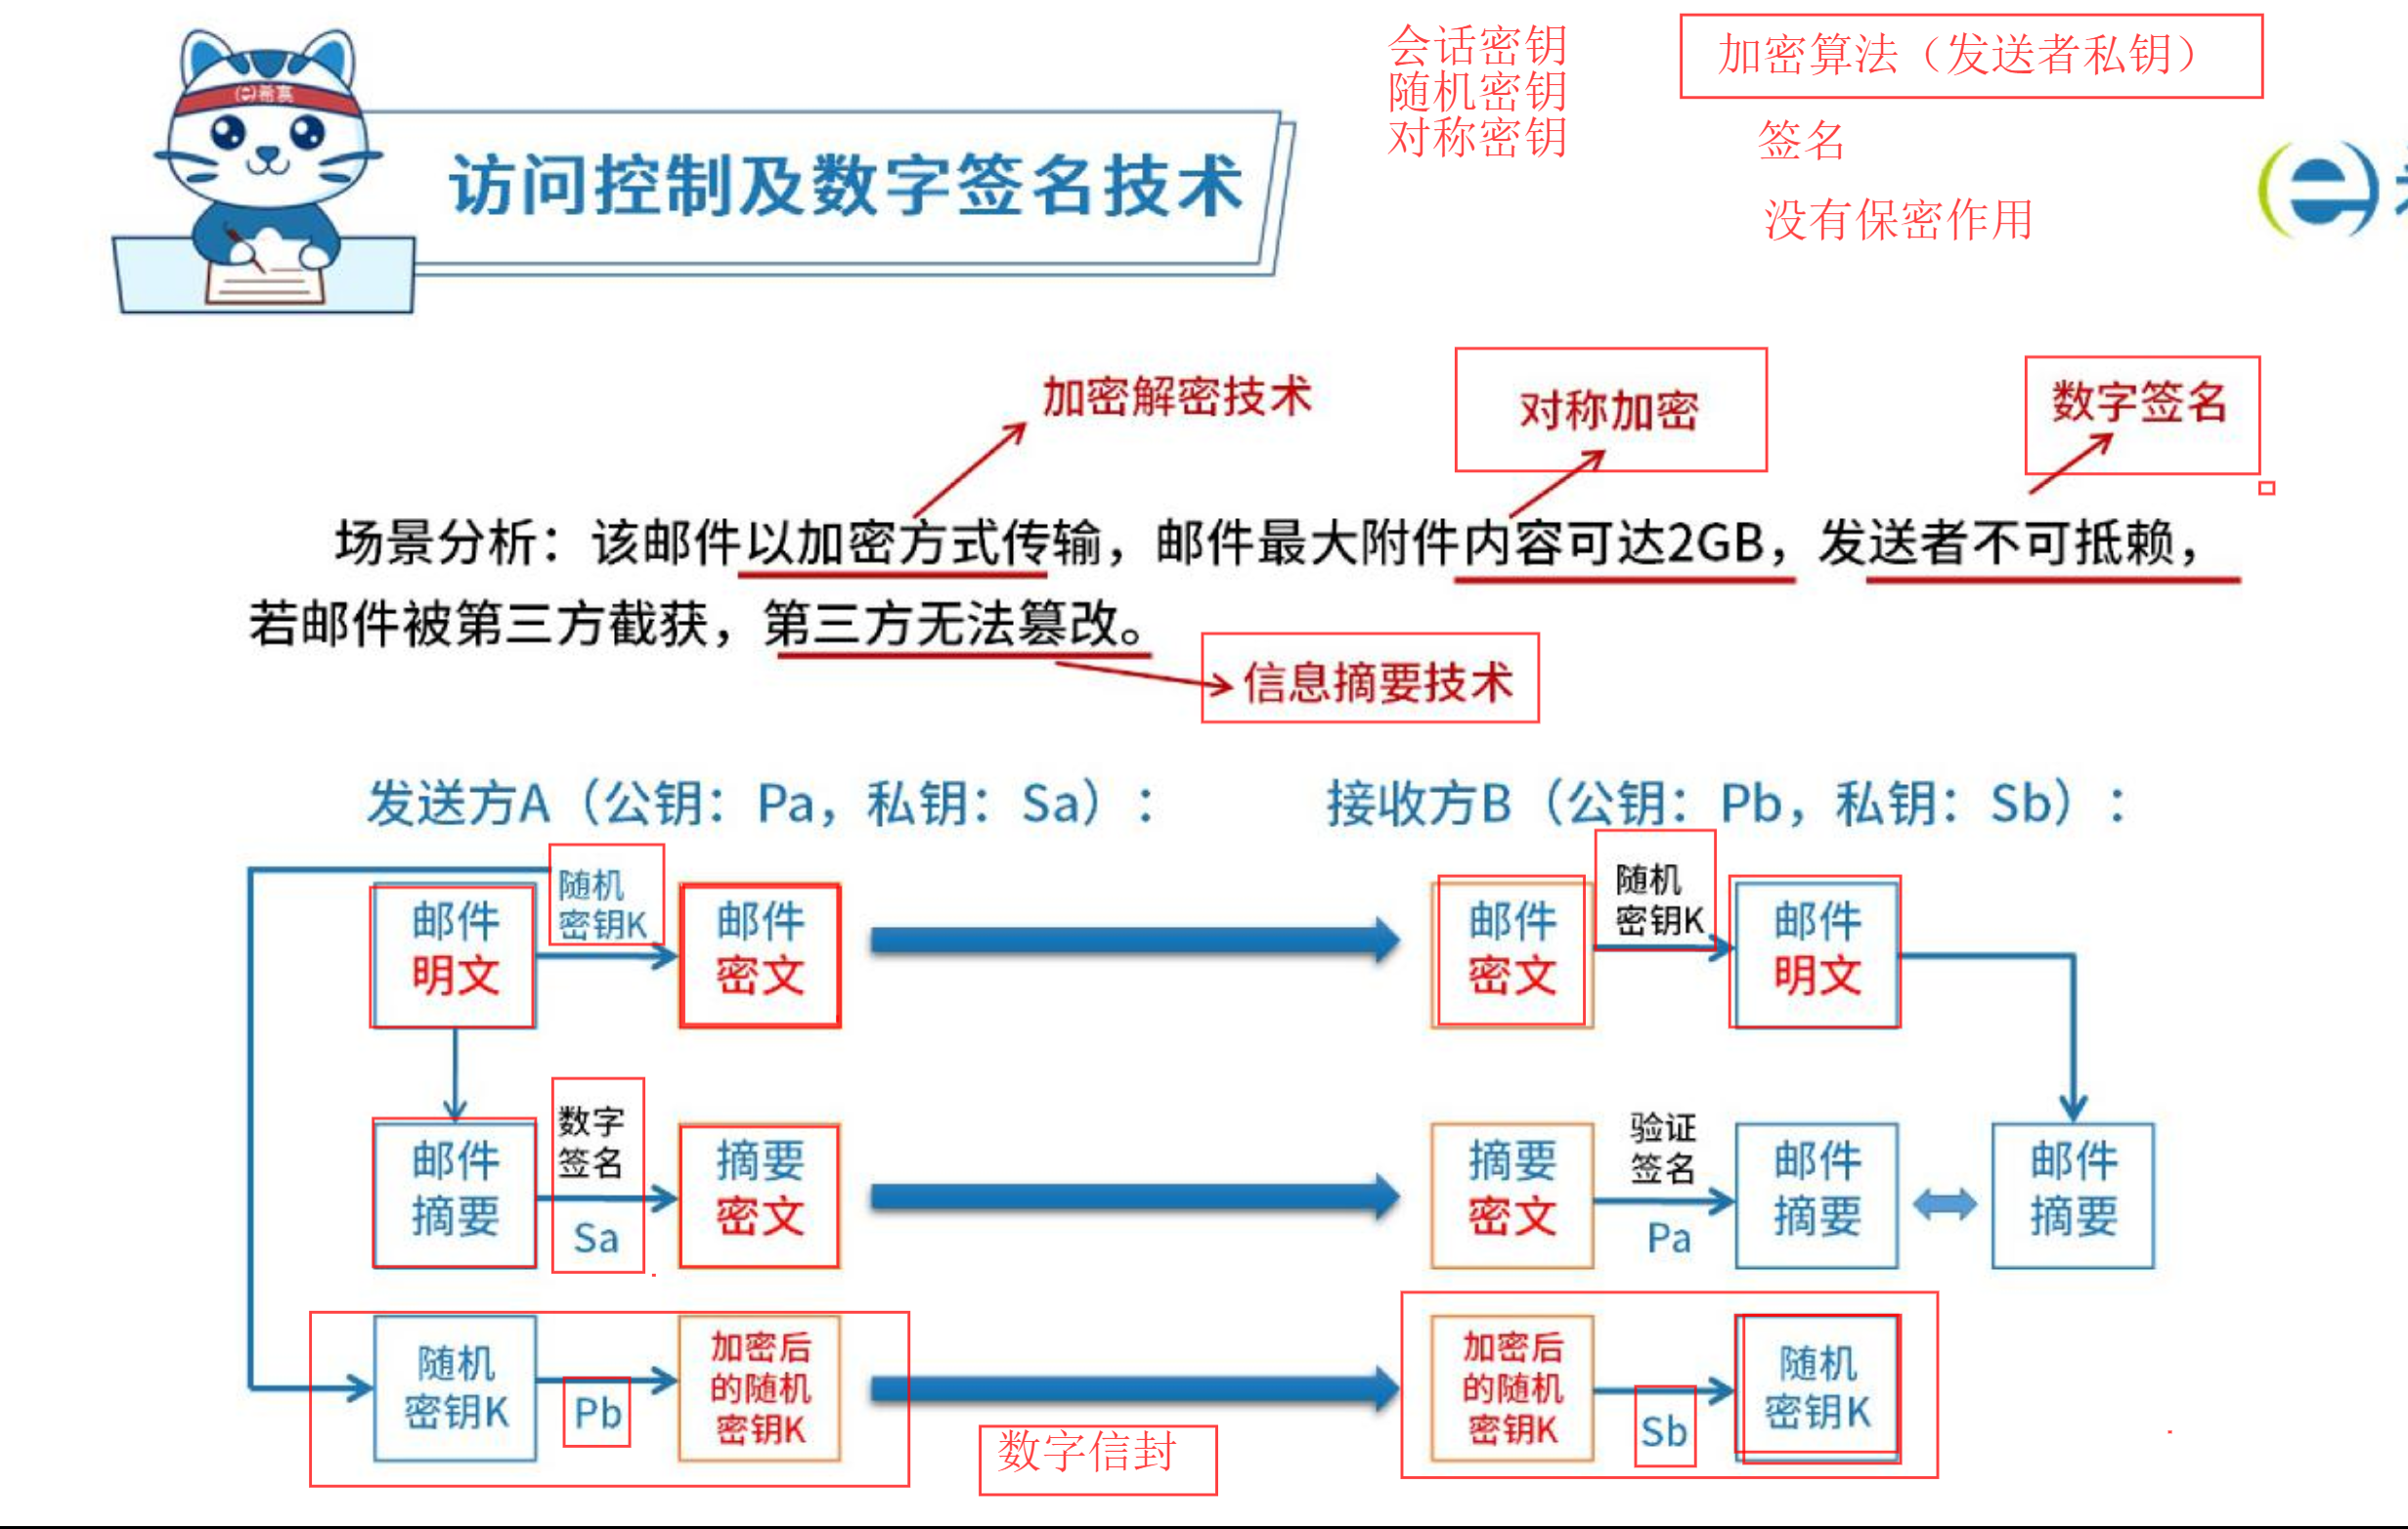 会话密钥
随机密钥
对称密钥
加密算法（发送者私钥）
签名
没有保密作用
希赛
访问控制及数字签名技术
加密解密技术
对称加密
数字签名
场景分析：该邮件以加密方式传输，邮件最大附件内容可达2GB，发送者不可抵赖，
若邮件被第三方截获，第三方无法篡改。
信息摘要技术
发送方A（公钥：Pa，私钥：Sa）：
接收方B（公钥：Pb，私钥：Sb）：
邮件
明文
随机
密钥K
邮件
密文
邮件
密文
随机
密钥K
邮件
明文
邮件
摘要
数字
签名
Sa
摘要
密文
摘要
密文
验证
签名
Pa
邮件
摘要
邮件
摘要
随机
密钥K
Pb
加密后
的随机
密钥K
数字信封
加密后
的随机
密钥K
Sb
随机
密钥K